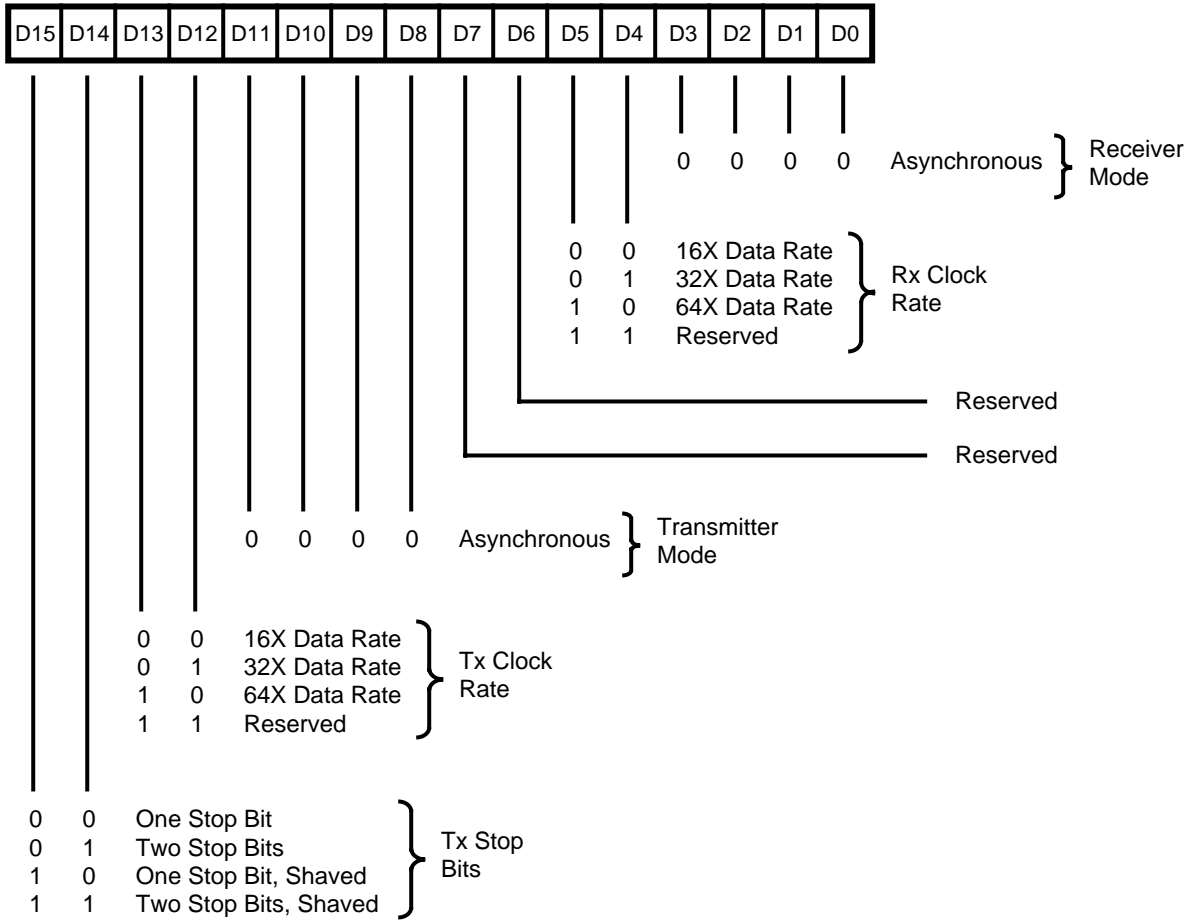 D15 D14 D13 D12 D11 D10 D9 D8 D7 D6 D5 D4 D3 D2 D1 D0
0 0 0 0 Asynchronous
Receiver
Mode
0 0 16X Data Rate
0 1 32X Data Rate
1 0 64X Data Rate
1 1 Reserved
Rx Clock
Rate
Reserved
Reserved
0 0 0 0 Asynchronous
Transmitter
Mode
0 0 16X Data Rate
0 1 32X Data Rate
1 0 64X Data Rate
1 1 Reserved
Tx Clock
Rate
0 0 One Stop Bit
0 1 Two Stop Bits
1 0 One Stop Bit, Shaved
1 1 Two Stop Bits, Shaved
Tx Stop
Bits